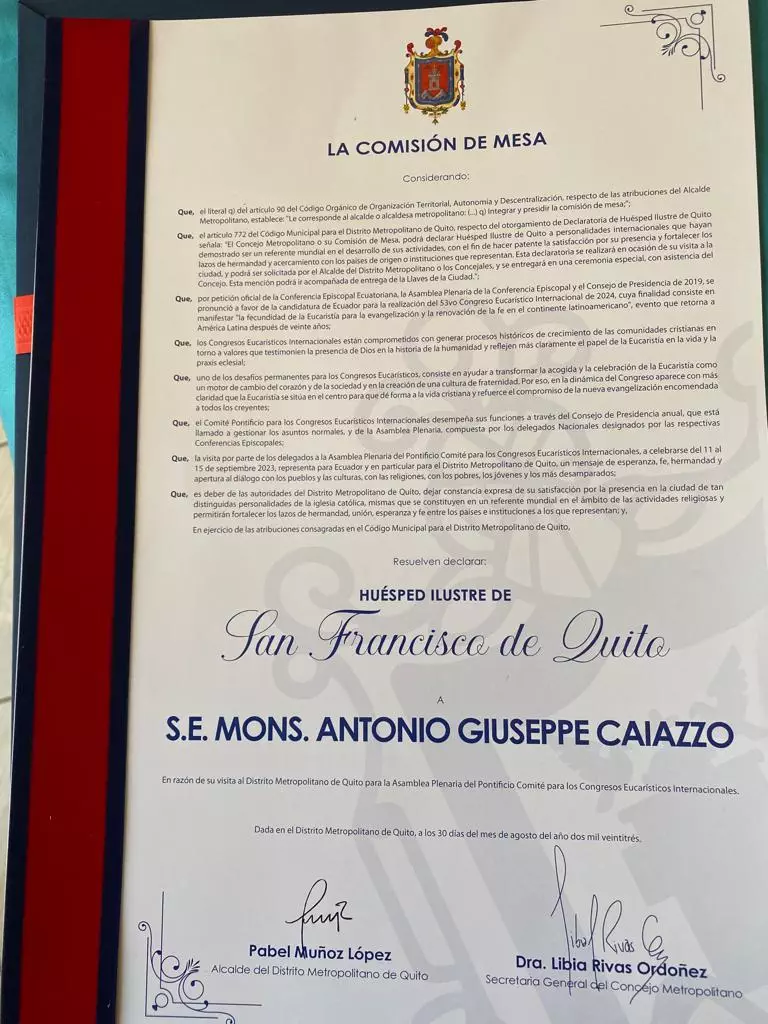 LA COMISIÓN DE MESA
Considerando:
Que, el literal q) del artículo 90 del Código Orgánico de Organización Territorial, Autonomía y Descentralización, respecto de las atribuciones del Alcalde
Metropolitano, establece: "Le corresponde al alcalde o alcaldesa metropolitano: (...) q) Integrar y presidir la comisión de mesa;";
Que, el artículo 772 del Código Municipal para el Distrito Metropolitano de Quito, respecto del otorgamiento de Declaratoria de Huésped Ilustre de Quito
señala: "El Concejo Metropolitano o su Comisión de Mesa, podrá declarar Huésped Ilustre de Quito a personalidades internacionales que hayan
demostrado ser un referente mundial en el desarrollo de sus actividades, con el fin de hacer patente la satisfacción por su presencia y fortalecer los
lazos de hermandad y acercamiento con los países de origen o instituciones que representan. Esta declaratoria se realizará en ocasión de su visita a la
ciudad, y podrá ser solicitada por el Alcalde del Distrito Metropolitano o los Concejales, y se entregará en una ceremonia especial, con asistencia del
Concejo. Esta mención podrá ir acompañada de entrega de la Llaves de la Ciudad.";
Que, por petición oficial de la Conferencia Episcopal Ecuatoriana, la Asamblea Plenaria de la Conferencia Episcopal y el Consejo de Presidencia de 2019, se
pronunció a favor de la candidatura de Ecuador para la realización del 53vo Congreso Eucarístico Internacional de 2024, cuya finalidad consiste en
manifestar "la fecundidad de la Eucaristía para la evangelización y la renovación de la fe en el continente latinoamericano", evento que retorna a
América Latina después de veinte años;
Que, los Congresos Eucarísticos Internacionales están comprometidos con generar procesos históricos de crecimiento de las comunidades cristianas en
torno a valores que testimonien la presencia de Dios en la historia de la humanidad y reflejen más claramente el papel de la Eucaristía en la vida y la
praxis eclesial;
Que, uno de los desafíos permanentes para los Congresos Eucarísticos, consiste en ayudar a transformar la acogida y la celebración de la Eucaristía como
un motor de cambio del corazón y de la sociedad y en la creación de una cultura de fraternidad. Por eso, en la dinámica del Congreso aparece con más
claridad que la Eucaristía se sitúa en el centro para que dé forma a la vida cristiana y refuerce el compromiso de la nueva evangelización encomendada
a todos los creyentes;
Que, el Comité Pontificio para los Congresos Eucarísticos Internacionales desempeña sus funciones a través del Consejo de Presidencia anual, que está
llamado a gestionar los asuntos normales, y de la Asamblea Plenaria, compuesta por los delegados Nacionales designados por las respectivas
Conferencias Episcopales;
Que, la visita por parte de los delegados a la Asamblea Plenaria del Pontificio Comité para los Congresos Eucarísticos Internacionales, a celebrarse del 11 al
15 de septiembre 2023, representa para Ecuador y en particular para el Distrito Metropolitano de Quito, un mensaje de esperanza, fe, hermandad y
apertura al diálogo con los pueblos y las culturas, con las religiones, con los pobres, los jóvenes y los más desamparados;
Que, es deber de las autoridades del Distrito Metropolitano de Quito, dejar constancia expresa de su satisfacción por la presencia en la ciudad de tan
distinguidas personalidades de la iglesia católica, mismas que se constituyen en un referente mundial en el ámbito de las actividades religiosas y
permitirán fortalecer los lazos de hermandad, unión, esperanza y fe entre los países e instituciones a los que representan; y,
En ejercicio de las atribuciones consagradas en el Código Municipal para el Distrito Metropolitano de Quito,
Resuelven declarar:
HUÉSPED ILUSTRE DE
San Francisco de Quito
A
S.E. MONS. ANTONIO GIUSEPPE CAIAZZO
En razón de su visita al Distrito Metropolitano de Quito para la Asamblea Plenaria del Pontificio Comité para los Congresos Eucarísticos Internacionales.
Dada en el Distrito Metropolitano de Quito, a los 30 días del mes de agosto del año dos mil veintitrés.
Pabel Muñoz López
Alcalde del Distrito Metropolitano de Quito
Dra. Libia Rivas Ordoñez
Secretaria General del Concejo Metropolitano